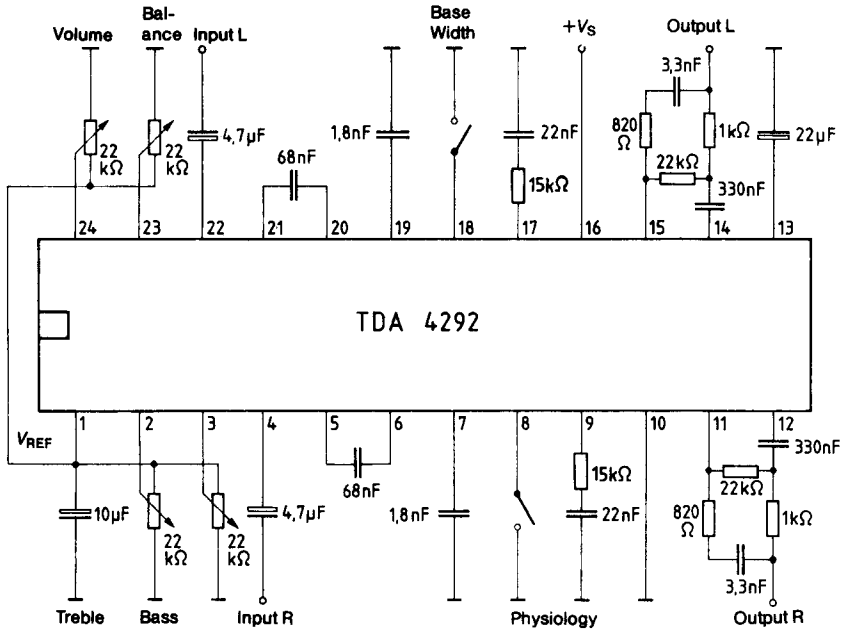 Volume
Bal-
ance
Input L
Base
Width
+VS
Output L
3,3nF
22
kΩ
22
kΩ
4,7µF
68nF
1,8nF
22nF
15kΩ
820
Ω
1kΩ
22kΩ
330nF
22µF
24 23 22 21 20 19 18 17 16 15 14 13
TDA 4292
1 2 3 4 5 6 7 8 9 10 11 12
VREF
10µF
22
kΩ
22
kΩ
4,7µF
68nF
1,8nF
15kΩ
22nF
330nF
22kΩ
820
Ω
1kΩ
3,3nF
Treble
Bass
Input R
Physiology
Output R